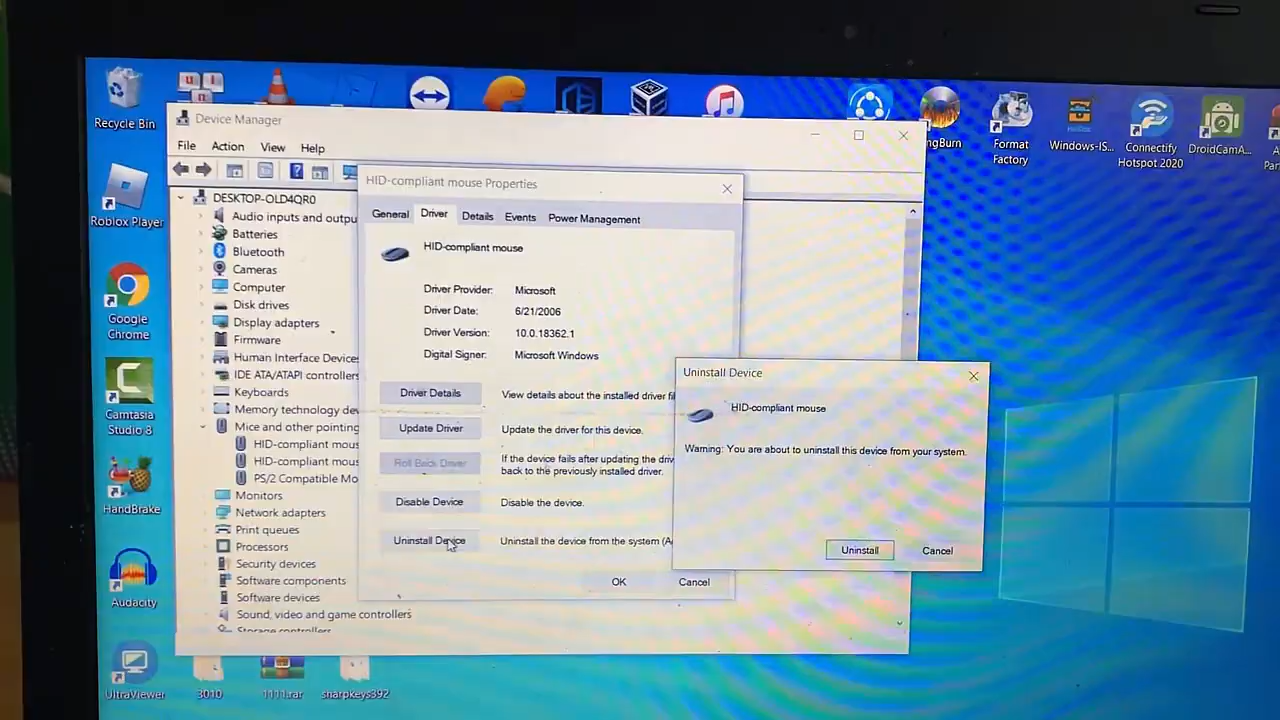 Recycle Bin
Roblox Player
Google
Chrome
Camtasia
Studio 8
HandBrake
Audacity
UltraViewer
3010
1111.rar
sharpkeys392
ngBurn
Format
Factory
Windows-IS...
Connectify
Hotspot 2020
DroidCamA...
Device Manager
File Action View Help
DESKTOP-OLD4QR0
Audio inputs and outpu
Batteries
Bluetooth
Cameras
Computer
Disk drives
Display adapters
Firmware
Human Interface Devices
IDE ATA/ATAPI controllers
Keyboards
Memory technology dev
Mice and other pointing
HID-compliant mous
HID-compliant mous
PS/2 Compatible Mo
Monitors
Network adapters
Print queues
Processors
Security devices
Software components
Software devices
Sound, video and game controllers
Storage controllers
HID-compliant mouse Properties
General Driver Details Events Power Management
HID-compliant mouse
Driver Provider: Microsoft
Driver Date: 6/21/2006
Driver Version: 10.0.18362.1
Digital Signer: Microsoft Windows
Driver Details View details about the installed driver fil
Update Driver Update the driver for this device.
Roll Back Driver If the device fails after updating the driv
back to the previously installed driver.
Disable Device Disable the device.
Uninstall Device Uninstall the device from the system (A
OK Cancel
Uninstall Device
HID-compliant mouse
Warning: You are about to uninstall this device from your system.
Uninstall Cancel